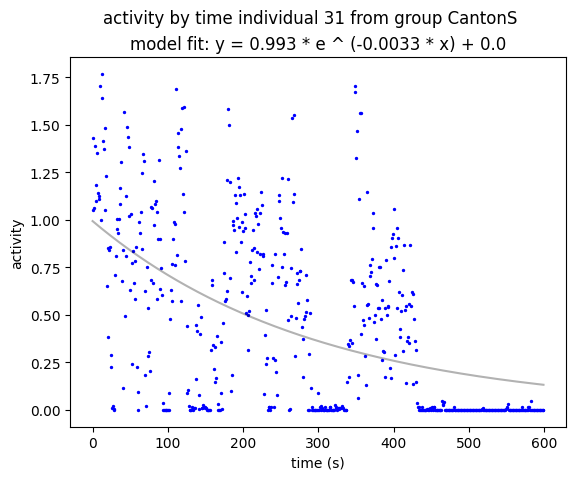 activity by time individual 31 from group CantonS
model fit: y = 0.993 * e ^ (-0.0033 * x) + 0.0
activity
1.75
1.50
1.25
1.00
0.75
0.50
0.25
0.00
0 100 200 300 400 500 600
time (s)